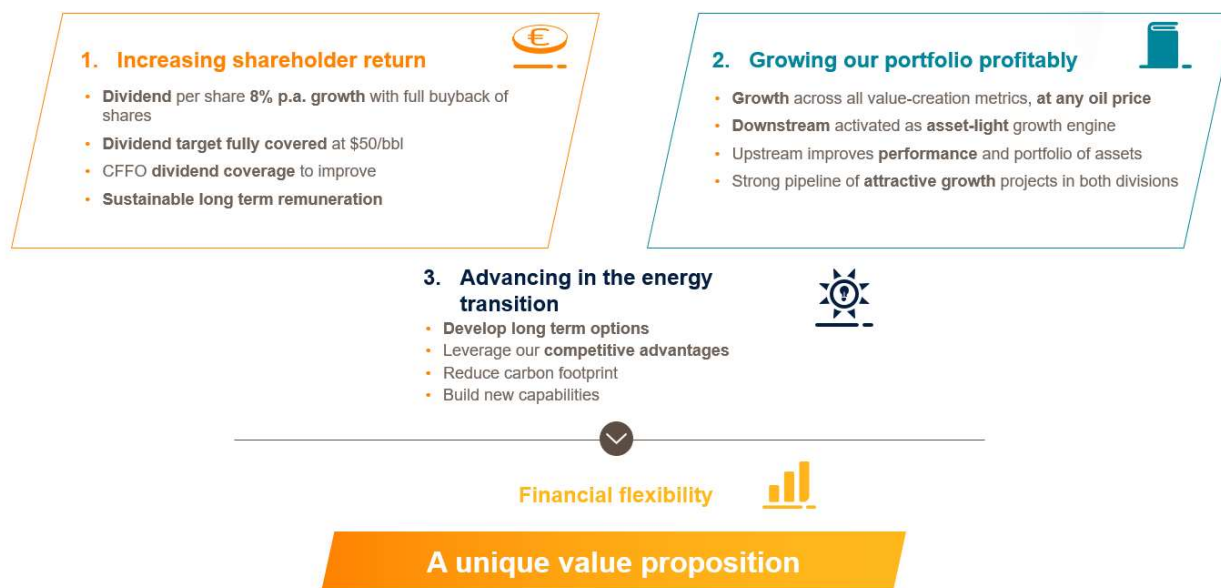 1. Increasing shareholder return
• Dividend per share 8% p.a. growth with full buyback of
shares
• Dividend target fully covered at $50/bbl
• CFFO dividend coverage to improve
• Sustainable long term remuneration
2. Growing our portfolio profitably
• Growth across all value-creation metrics, at any oil price
• Downstream activated as asset-light growth engine
• Upstream improves performance and portfolio of assets
• Strong pipeline of attractive growth projects in both divisions
3. Advancing in the energy
transition
• Develop long term options
• Leverage our competitive advantages
• Reduce carbon footprint
• Build new capabilities
Financial flexibility
A unique value proposition